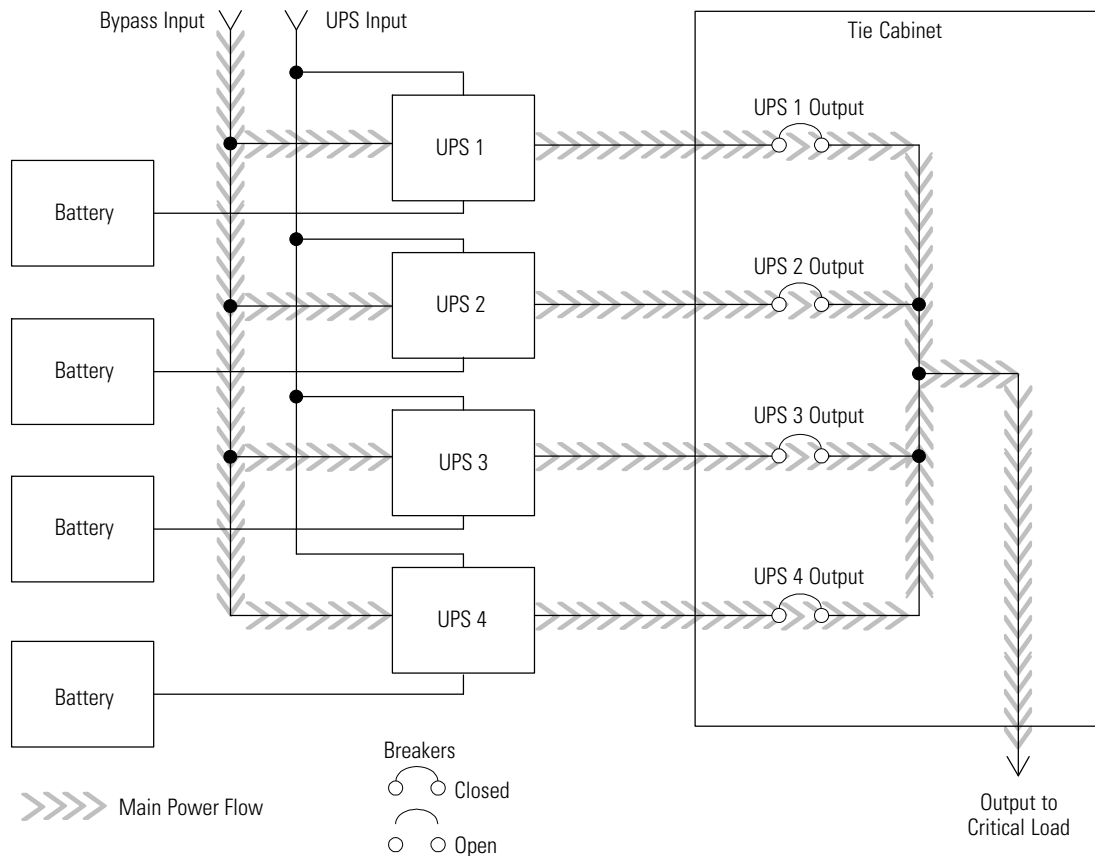 Bypass Input
UPS Input
Tie Cabinet
UPS 1 Output
UPS 1
Battery
UPS 2 Output
UPS 2
Battery
UPS 3 Output
UPS 3
Battery
UPS 4 Output
UPS 4
Battery
Breakers
Closed
Open
Main Power Flow
Output to
Critical Load